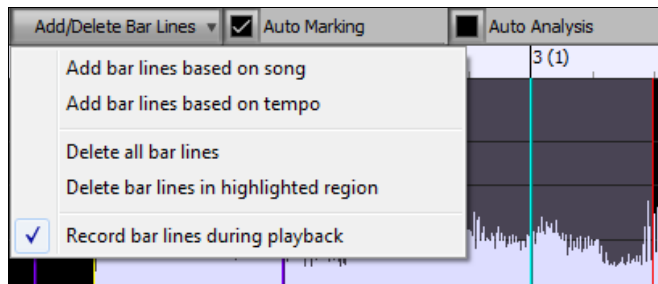 Add/Delete Bar Lines Auto Marking Auto Analysis
3 (1)
Add bar lines based on song
Add bar lines based on tempo
Delete all bar lines
Delete bar lines in highlighted region
Record bar lines during playback